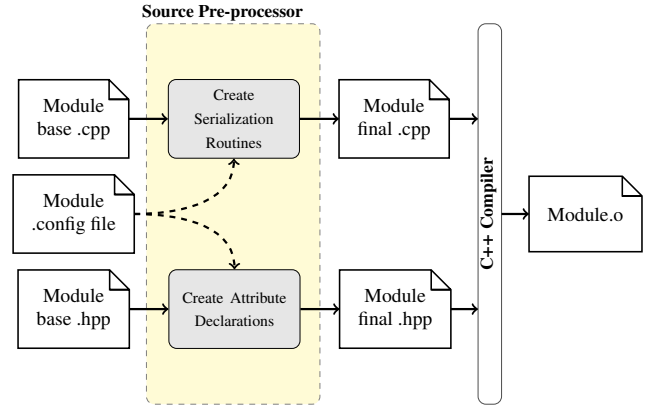 Source Pre-processor
Module
base .cpp
Create
Serialization
Routines
Module
final .cpp
Module
.config file
C++ Compiler
Module.o
Module
base .hpp
Create Attribute
Declarations
Module
final .hpp